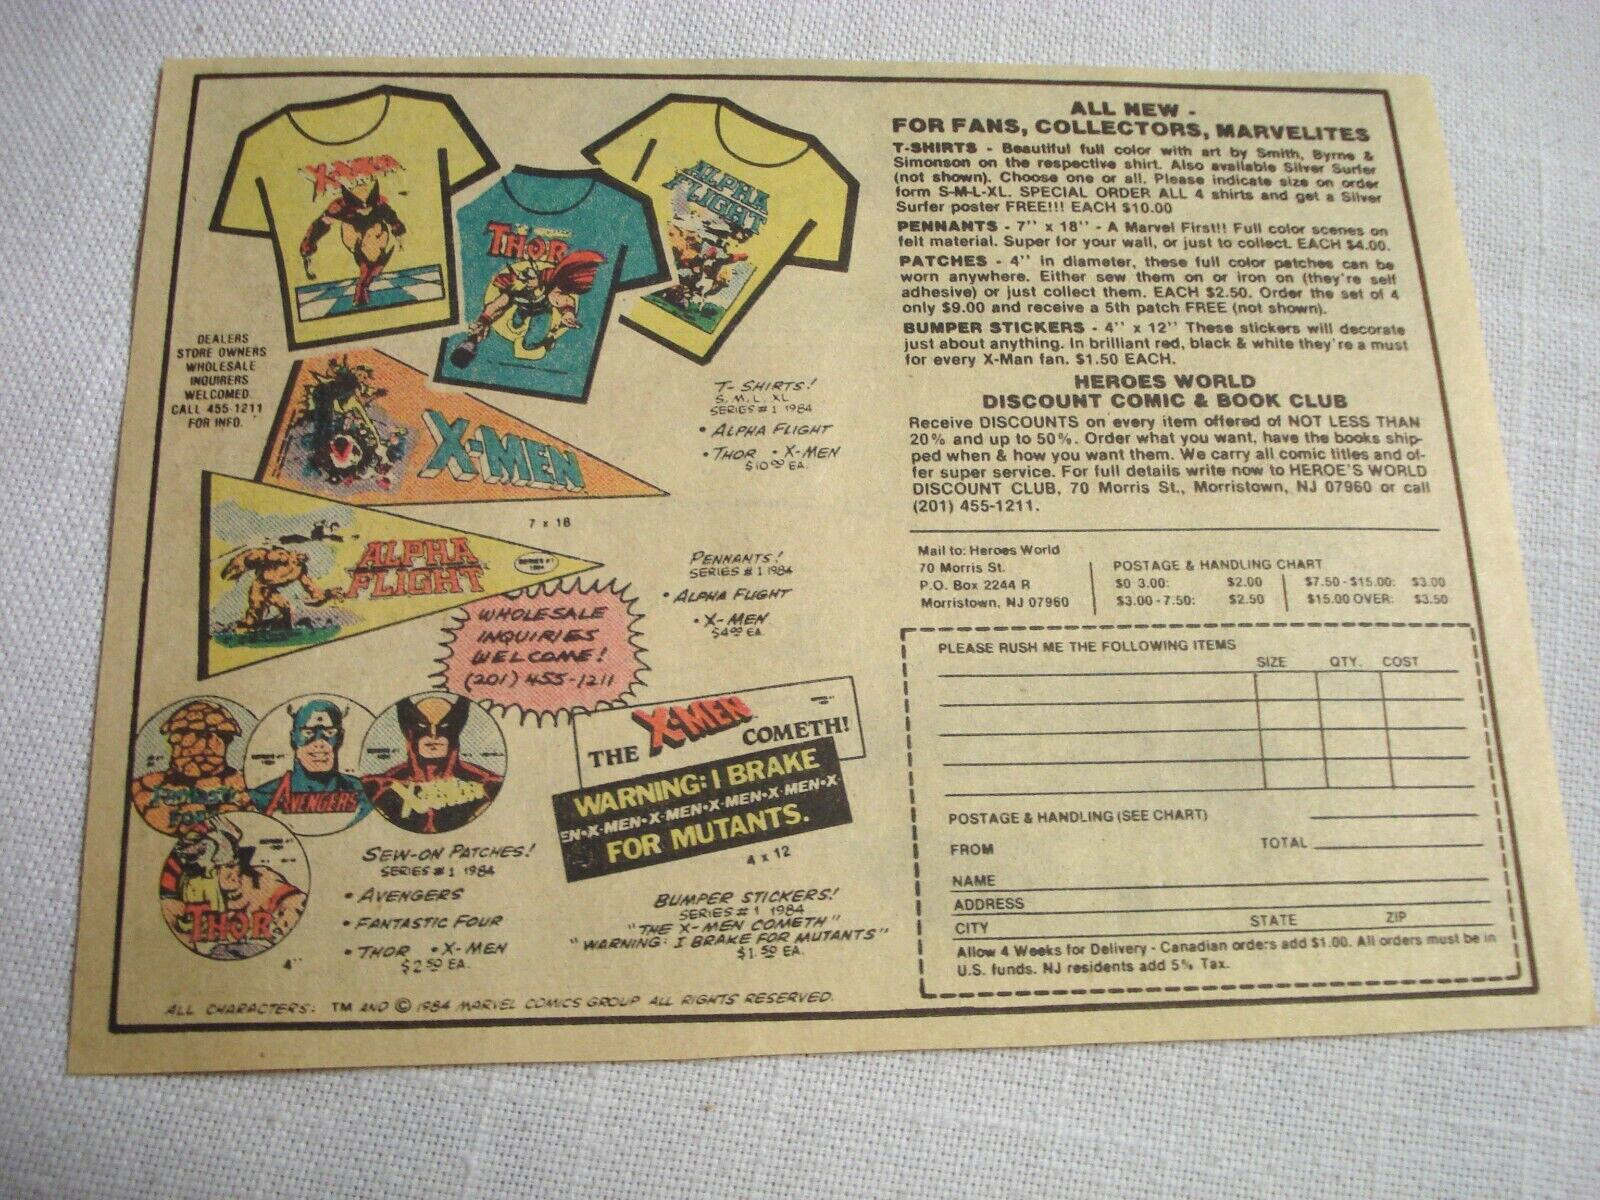 X-MEN
THE MIGHTY
THOR
ALPHA
FLIGHT
DEALERS
STORE OWNERS
WHOLESALE
INQUIRERS
WELCOMED.
CALL 455-1211
FOR INFO.
T-SHIRTS!
S, M, L, XL
SERIES #1 1984
• ALPHA FLIGHT
• THOR • X-MEN
$10.00 EA.
X-MEN
7 x 18
ALPHA
FLIGHT
SERIES #1
1984
PENNANTS!
SERIES #1 1984
• ALPHA FLIGHT
• X-MEN
$4.00 EA.
WHOLESALE
INQUIRIES
WELCOME!
(201) 455-1211
FANTASTIC
FOUR
AVENGERS
X-MEN
THOR
4"
SEW-ON PATCHES!
SERIES #1 1984
• AVENGERS
• FANTASTIC FOUR
• THOR • X-MEN
$2.50 EA.
THE X-MEN COMETH!
WARNING: I BRAKE
EN•X-MEN•X-MEN•X-MEN•X-MEN•X-
FOR MUTANTS.
4 x 12
BUMPER STICKERS!
SERIES #1 1984
"THE X-MEN COMETH"
"WARNING: I BRAKE FOR MUTANTS"
$1.50 EA.
ALL CHARACTERS: TM AND © 1984 MARVEL COMICS GROUP ALL RIGHTS RESERVED.
ALL NEW -
FOR FANS, COLLECTORS, MARVELITES
T-SHIRTS - Beautiful full color with art by Smith, Byrne &
Simonson on the respective shirt. Also available Silver Surfer
(not shown). Choose one or all. Please indicate size on order
form S-M-L-XL. SPECIAL ORDER ALL 4 shirts and get a Silver
Surfer poster FREE!!! EACH $10.00
PENNANTS - 7" x 18" - A Marvel First!! Full color scenes on
felt material. Super for your wall, or just to collect. EACH $4.00.
PATCHES - 4" in diameter, these full color patches can be
worn anywhere. Either sew them on or iron on (they're self
adhesive) or just collect them. EACH $2.50. Order the set of 4
only $9.00 and receive a 5th patch FREE (not shown).
BUMPER STICKERS - 4" x 12" These stickers will decorate
just about anything. In brilliant red, black & white they're a must
for every X-Man fan. $1.50 EACH.
HEROES WORLD
DISCOUNT COMIC & BOOK CLUB
Receive DISCOUNTS on every item offered of NOT LESS THAN
20% and up to 50%. Order what you want, have the books ship-
ped when & how you want them. We carry all comic titles and of-
fer super service. For full details write now to HEROE'S WORLD
DISCOUNT CLUB, 70 Morris St., Morristown, NJ 07960 or call
(201) 455-1211.
Mail to: Heroes World
70 Morris St.
P.O. Box 2244 R
Morristown, NJ 07960
POSTAGE & HANDLING CHART
$0 3.00: $2.00 $7.50 - $15.00: $3.00
$3.00 - 7.50: $2.50 $15.00 OVER: $3.50
PLEASE RUSH ME THE FOLLOWING ITEMS
SIZE QTY. COST
POSTAGE & HANDLING (SEE CHART)
FROM TOTAL
NAME
ADDRESS
CITY STATE ZIP
Allow 4 Weeks for Delivery - Canadian orders add $1.00. All orders must be in
U.S. funds. NJ residents add 5% Tax.